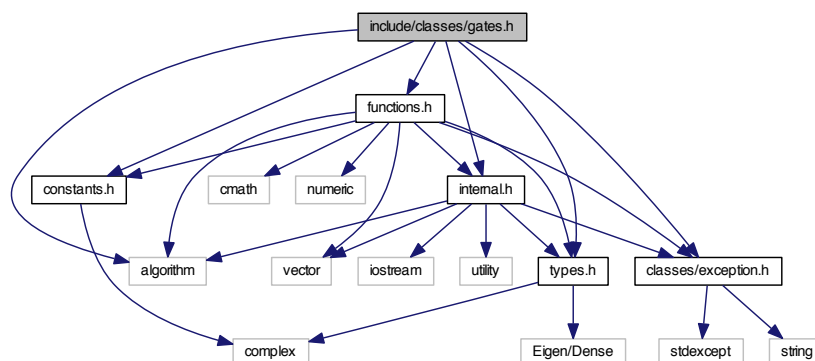 include/classes/gates.h
functions.h
constants.h
cmath
numeric
internal.h
algorithm
vector
iostream
utility
types.h
classes/exception.h
complex
Eigen/Dense
stdexcept
string